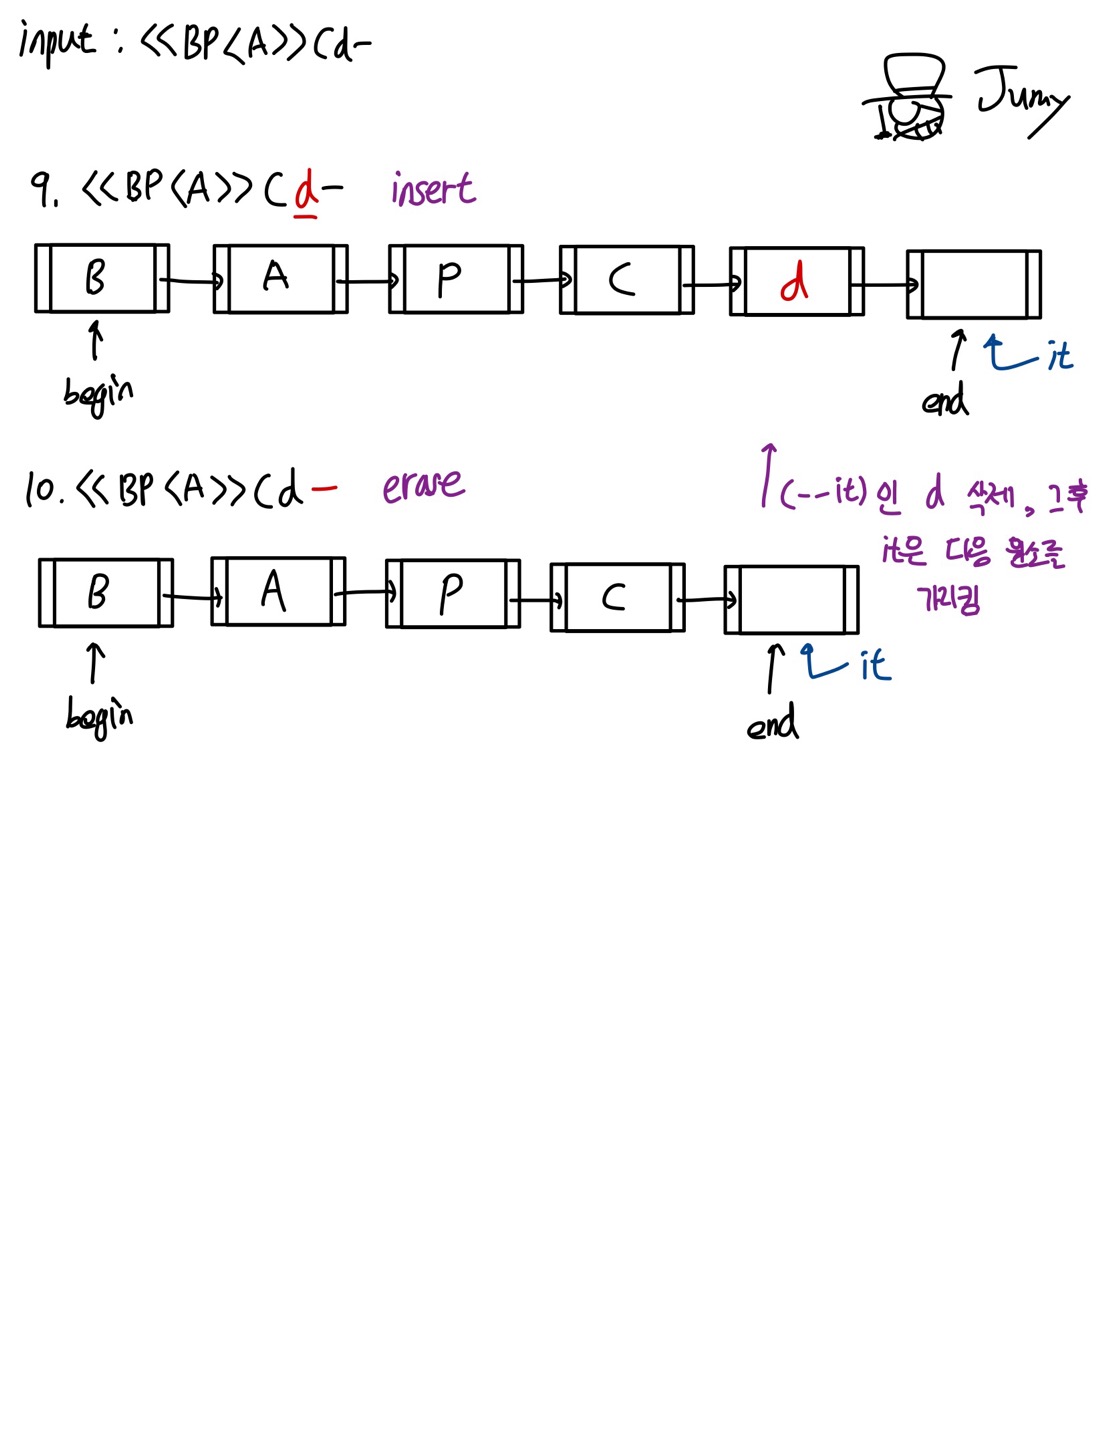 input : <<BP<A>>Cd-
Jumy
9. <<BP<A>>Cd- insert
B A P C d
begin
it
end
10. <<BP<A>>Cd- erase
(--it)인 d 삭제, 그 후
it은 다음 원소를
가리킴
B A P C
begin
it
end